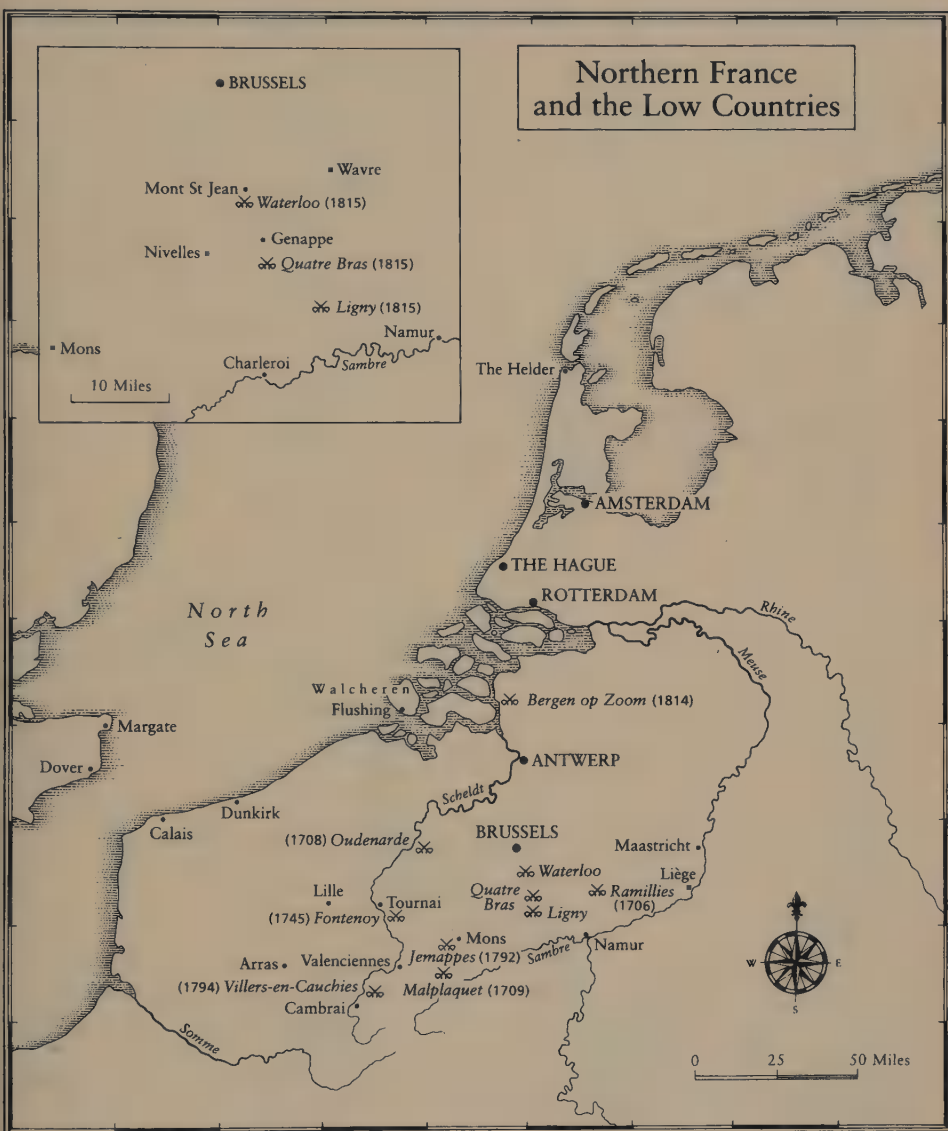 Northern France
and the Low Countries
BRUSSELS
Wavre
Mont St Jean
Waterloo (1815)
Genappe
Nivelles
Quatre Bras (1815)
Ligny (1815)
Namur
Mons
Charleroi
Sambre
10 Miles
The Helder
AMSTERDAM
THE HAGUE
ROTTERDAM
North
Sea
Rhine
Meuse
Walcheren
Flushing
Bergen op Zoom (1814)
Margate
Dover
ANTWERP
Scheldt
Dunkirk
Calais
BRUSSELS
(1708) Oudenarde
Maastricht
Waterloo
Liège
Lille
Quatre
Bras
Ramillies
(1706)
Tournai
(1745) Fontenoy
Ligny
Mons
Namur
Sambre
Jemappes (1792)
Arras
Valenciennes
(1794) Villers-en-Cauchies
Malplaquet (1709)
Cambrai
W
E
S
Somme
0 25 50 Miles